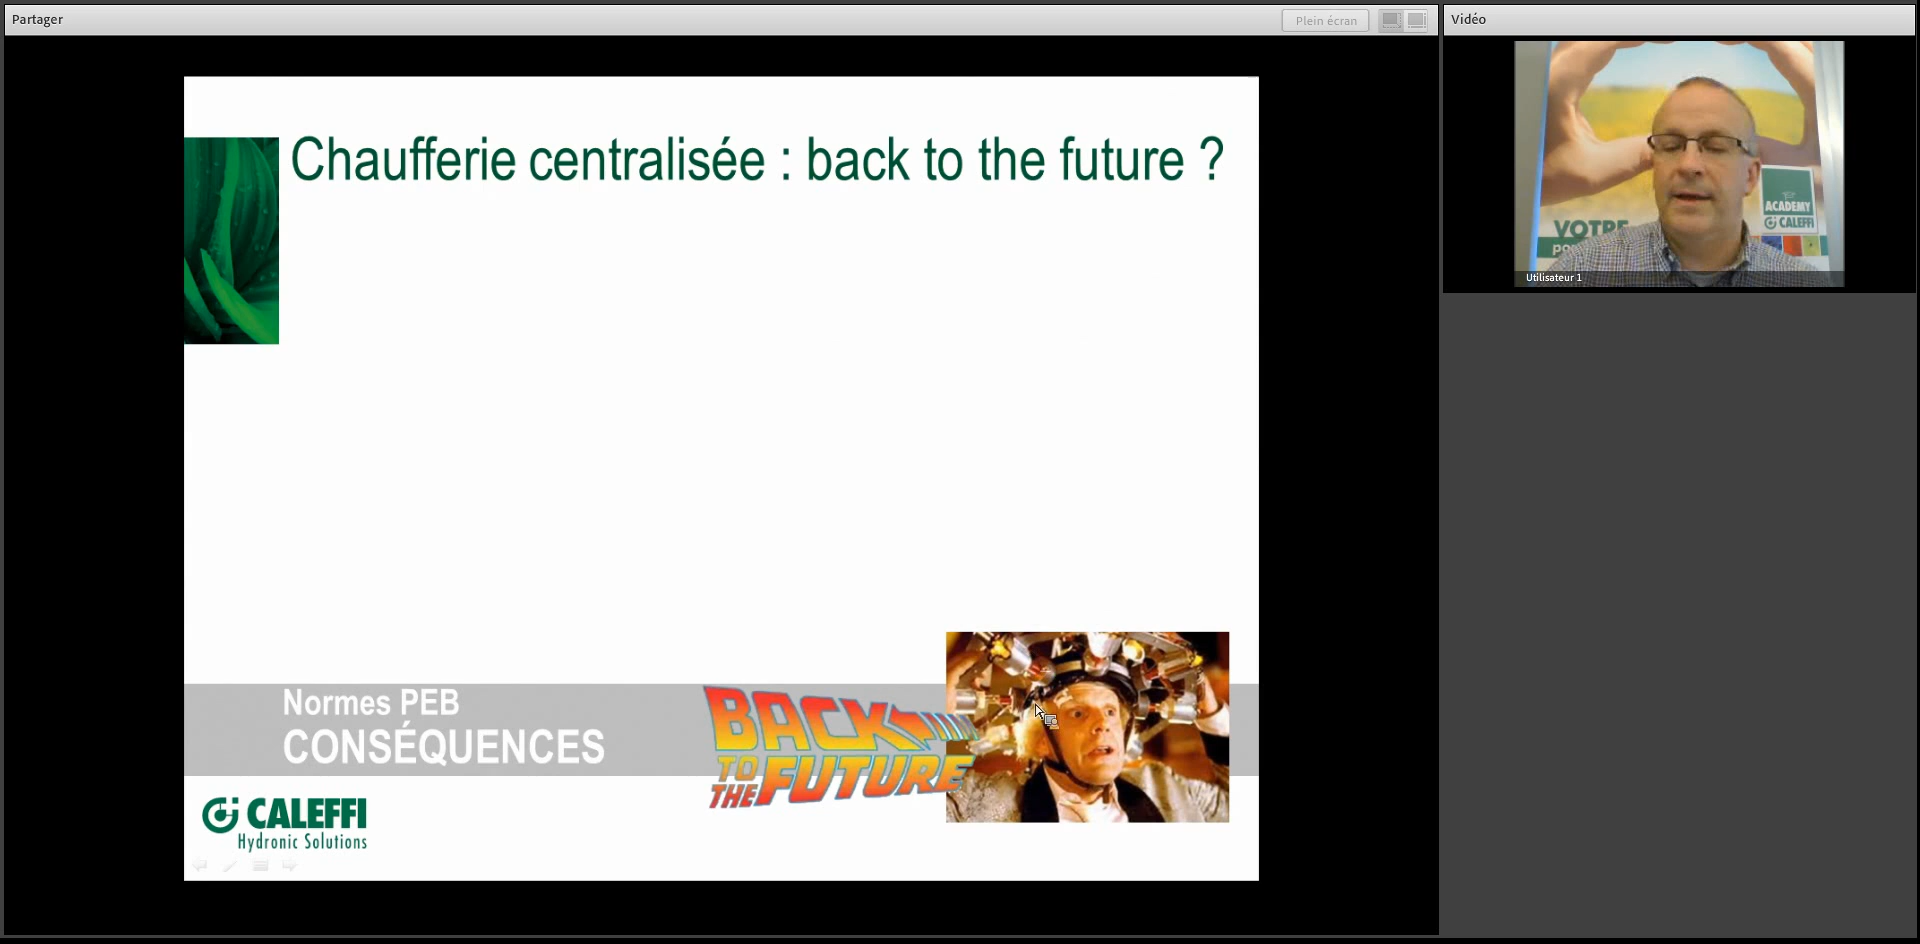 Partager
Plein écran
Vidéo
Chaufferie centralisée : back to the future ?
ACADEMY
CALEFFI
VOTRE
Utilisateur 1
Normes PEB
CONSÉQUENCES
BACK
TO
THE FUTURE
CALEFFI
Hydronic Solutions